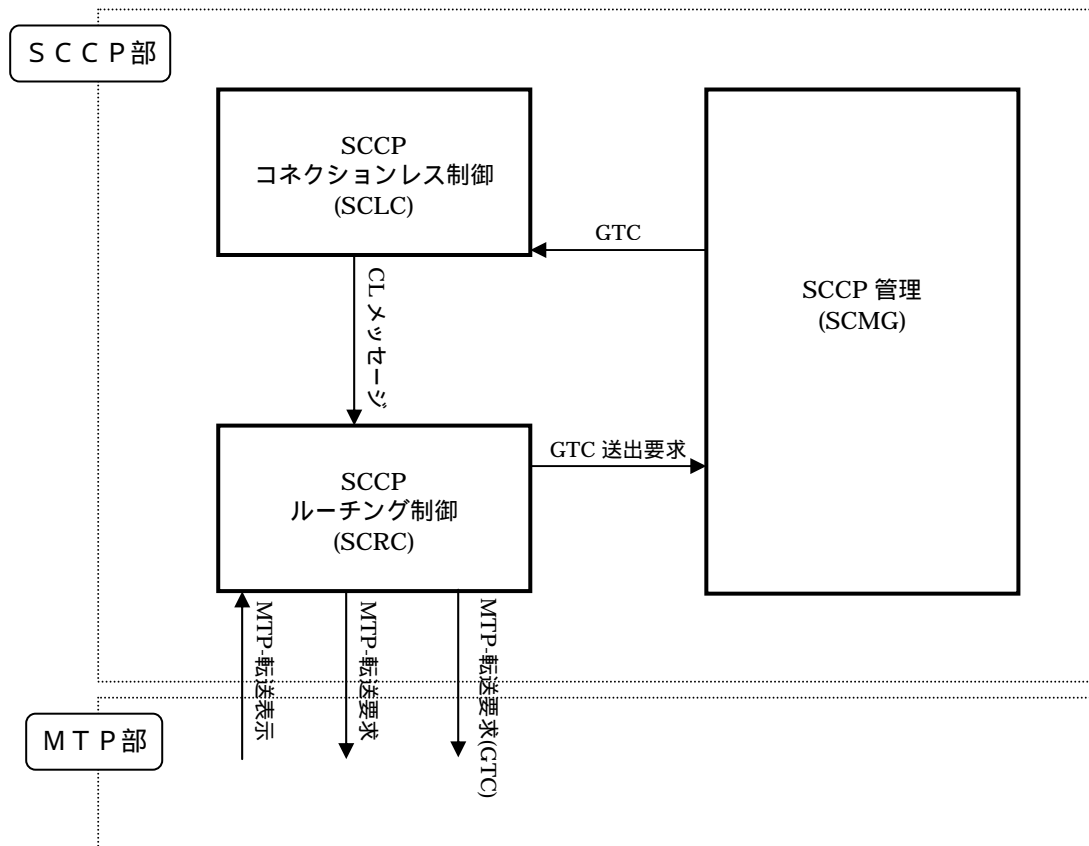 ＳＣＣＰ部
SCCP
コネクションレス制御
(SCLC)
GTC
SCCP 管理
(SCMG)
CL メッセージ
GTC 送出要求
SCCP
ルーチング制御
(SCRC)
MTP-転送表示
MTP-転送要求
MTP-転送要求(GTC)
ＭＴＰ部